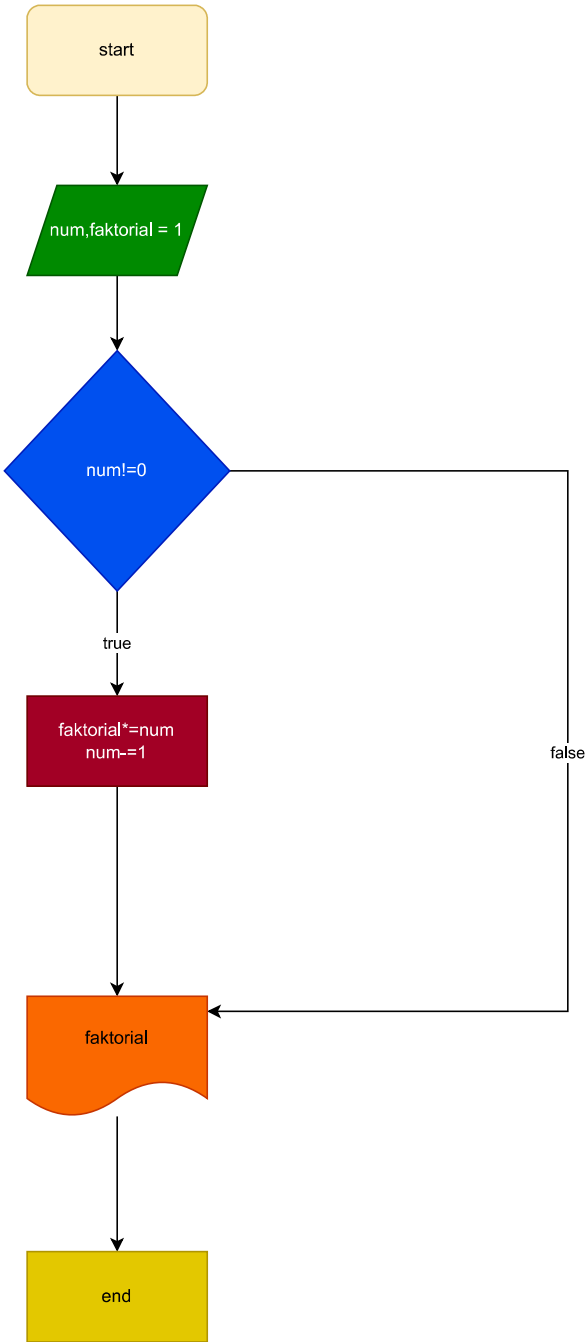 start
num,faktorial = 1
num!=0
true
faktorial*=num
num-=1
false
faktorial
end